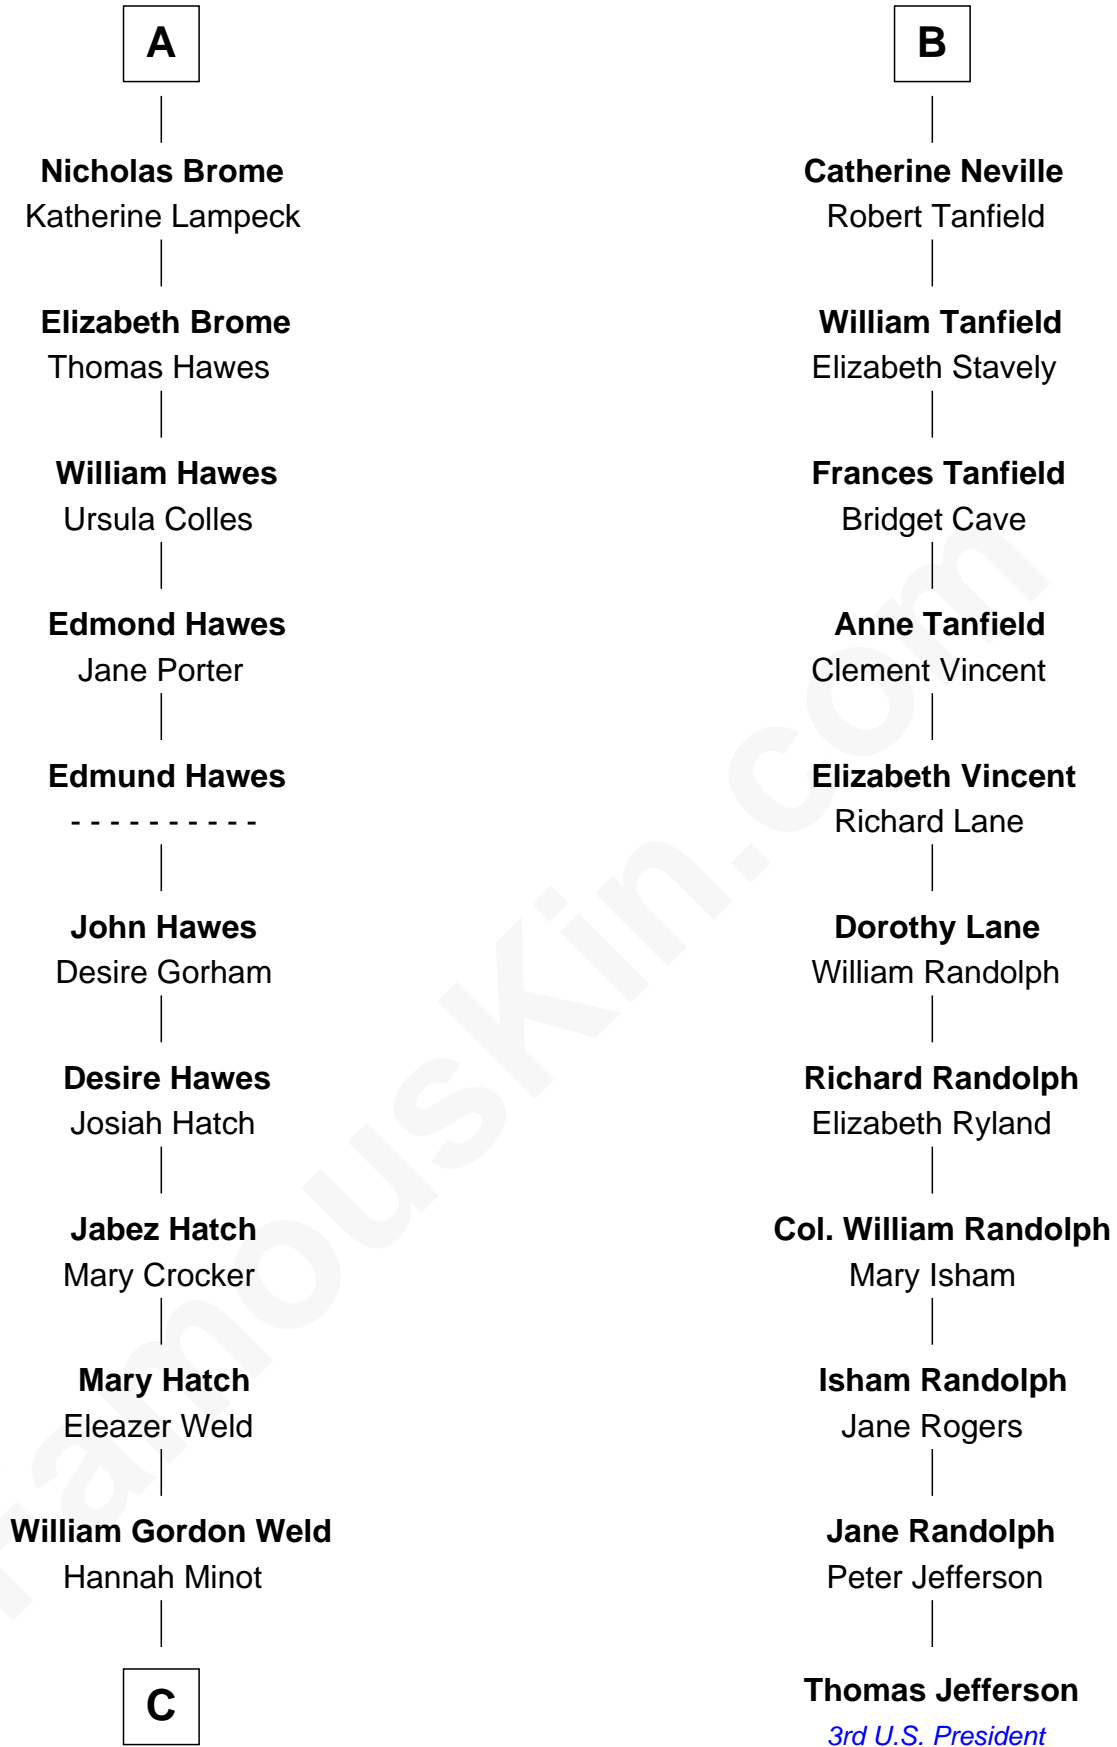 A
Nicholas Brome
Katherine Lampeck
Elizabeth Brome
Thomas Hawes
William Hawes
Ursula Colles
Edmond Hawes
Jane Porter
Edmund Hawes
- - - - - - - - - -
John Hawes
Desire Gorham
Desire Hawes
Josiah Hatch
Jabez Hatch
Mary Crocker
Mary Hatch
Eleazer Weld
William Gordon Weld
Hannah Minot
C
B
Catherine Neville
Robert Tanfield
William Tanfield
Elizabeth Stavely
Frances Tanfield
Bridget Cave
Anne Tanfield
Clement Vincent
Elizabeth Vincent
Richard Lane
Dorothy Lane
William Randolph
Richard Randolph
Elizabeth Ryland
Col. William Randolph
Mary Isham
Isham Randolph
Jane Rogers
Jane Randolph
Peter Jefferson
Thomas Jefferson
3rd U.S. President
FamousKin.com